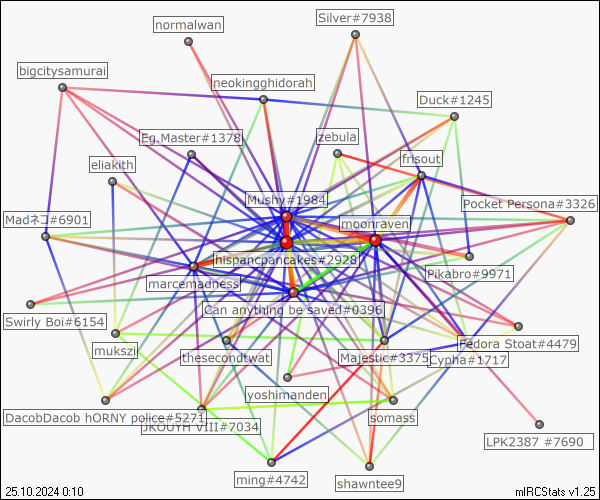 Silver#7938
normalwan
bigcitysamurai
neokingghidorah
Duck#1245
Eg.Master#1378
zebula
eliakith
frisout
Mushy#1984
Pocket Persona#3326
Madネコ#6901
moonraven
hispancpancakes#2928
Pikabro#9971
marcemadness
Can anything be saved#0396
Swirly Boi#6154
Fedora Stoat#4479
mukszi
thesecondtwat
Majestic#3375
Cypha#1717
yoshimanden
DacobDacob hORNY police#5271
somass
JKOUYH VIII#7034
LPK2387 #7690
ming#4742
shawntee9
25.10.2024 0:10
mIRCStats v1.25